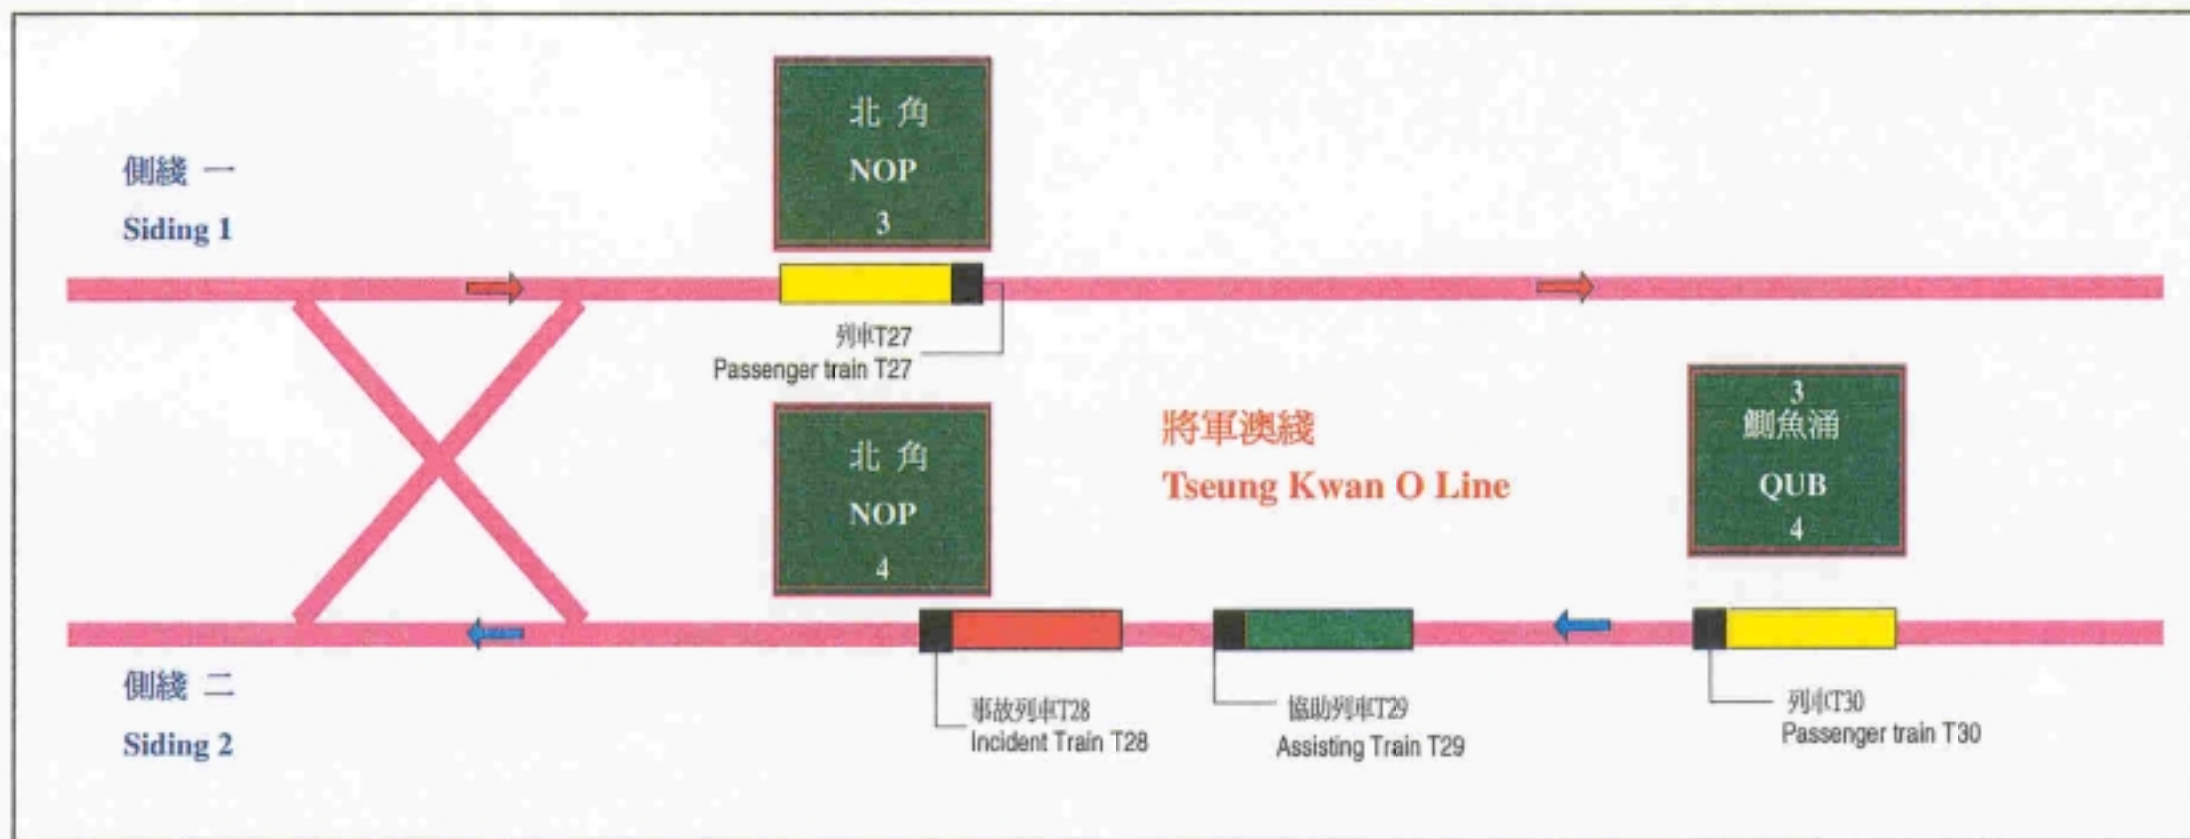 北 角
NOP
3
側綫 一
Siding 1
列車T27
Passenger train T27
北 角
NOP
4
將軍澳綫
Tseung Kwan O Line
3
鰂魚涌
QUB
4
側綫 二
Siding 2
事故列車T28
Incident Train T28
協助列車T29
Assisting Train T29
列車T30
Passenger train T30